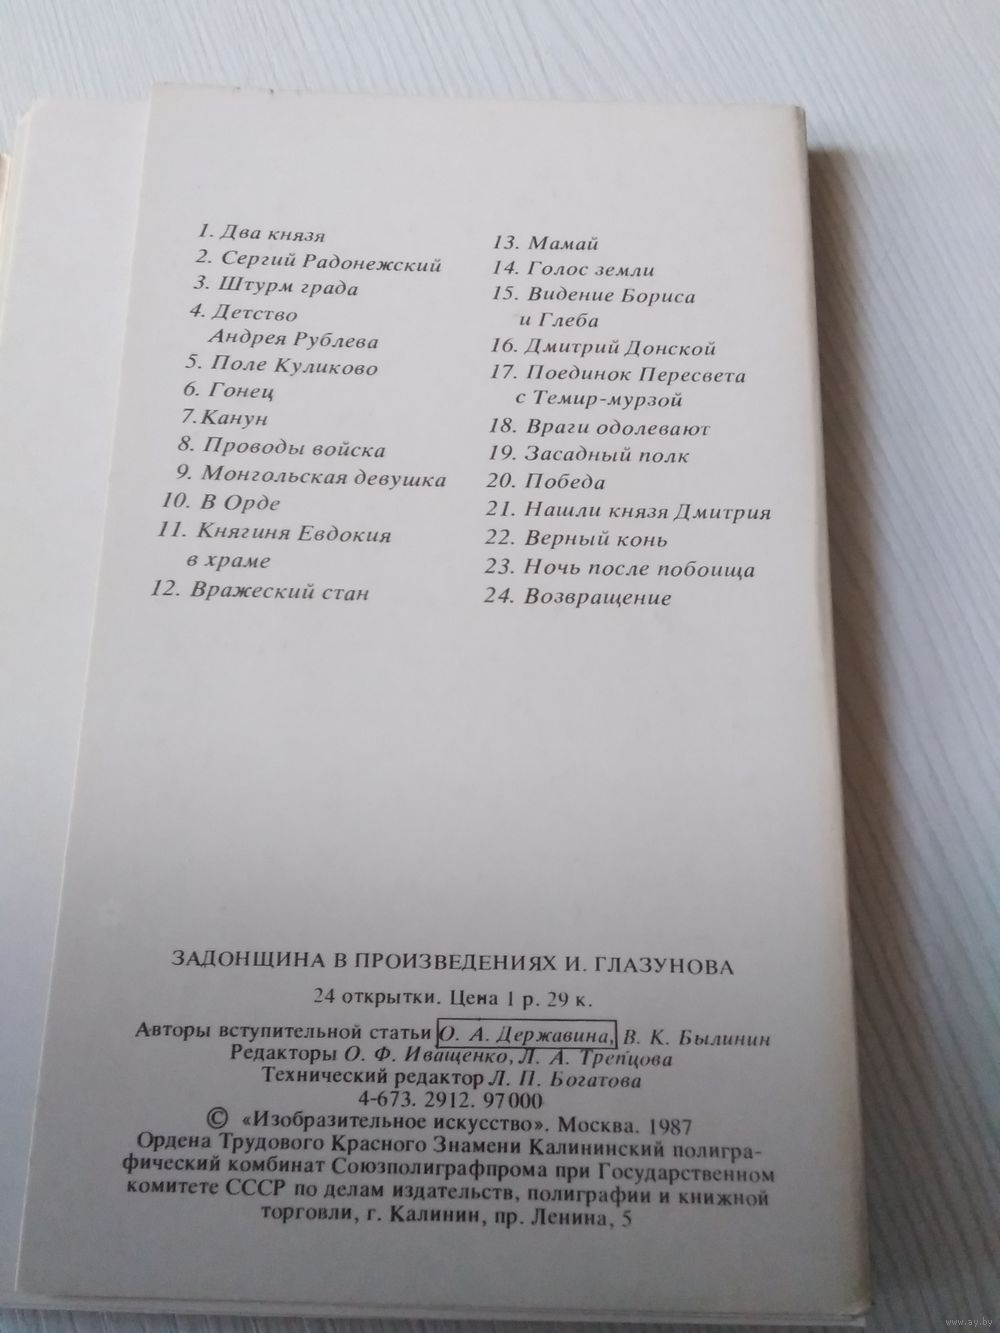 1. Два князя
2. Сергий Радонежский
3. Штурм града
4. Детство
Андрея Рублева
5. Поле Куликово
6. Гонец
7. Канун
8. Проводы войска
9. Монгольская девушка
10. В Орде
11. Княгиня Евдокия
в храме
12. Вражеский стан
13. Мамай
14. Голос земли
15. Видение Бориса
и Глеба
16. Дмитрий Донской
17. Поединок Пересвета
с Темир-мурзой
18. Враги одолевают
19. Засадный полк
20. Победа
21. Нашли князя Дмитрия
22. Верный конь
23. Ночь после побоища
24. Возвращение
ЗАДОНЩИНА В ПРОИЗВЕДЕНИЯХ И. ГЛАЗУНОВА
24 открытки. Цена 1 р. 29 к.
Авторы вступительной статьи О. А. Державина, В. К. Былинин
Редакторы О. Ф. Иващенко, Л. А. Трепцова
Технический редактор Л. П. Богатова
4-673. 2912. 97000
© «Изобразительное искусство». Москва. 1987
Ордена Трудового Красного Знамени Калининский полигра-
фический комбинат Союзполиграфпрома при Государственном
комитете СССР по делам издательств, полиграфии и книжной
торговли, г. Калинин, пр. Ленина, 5
www.ay.by